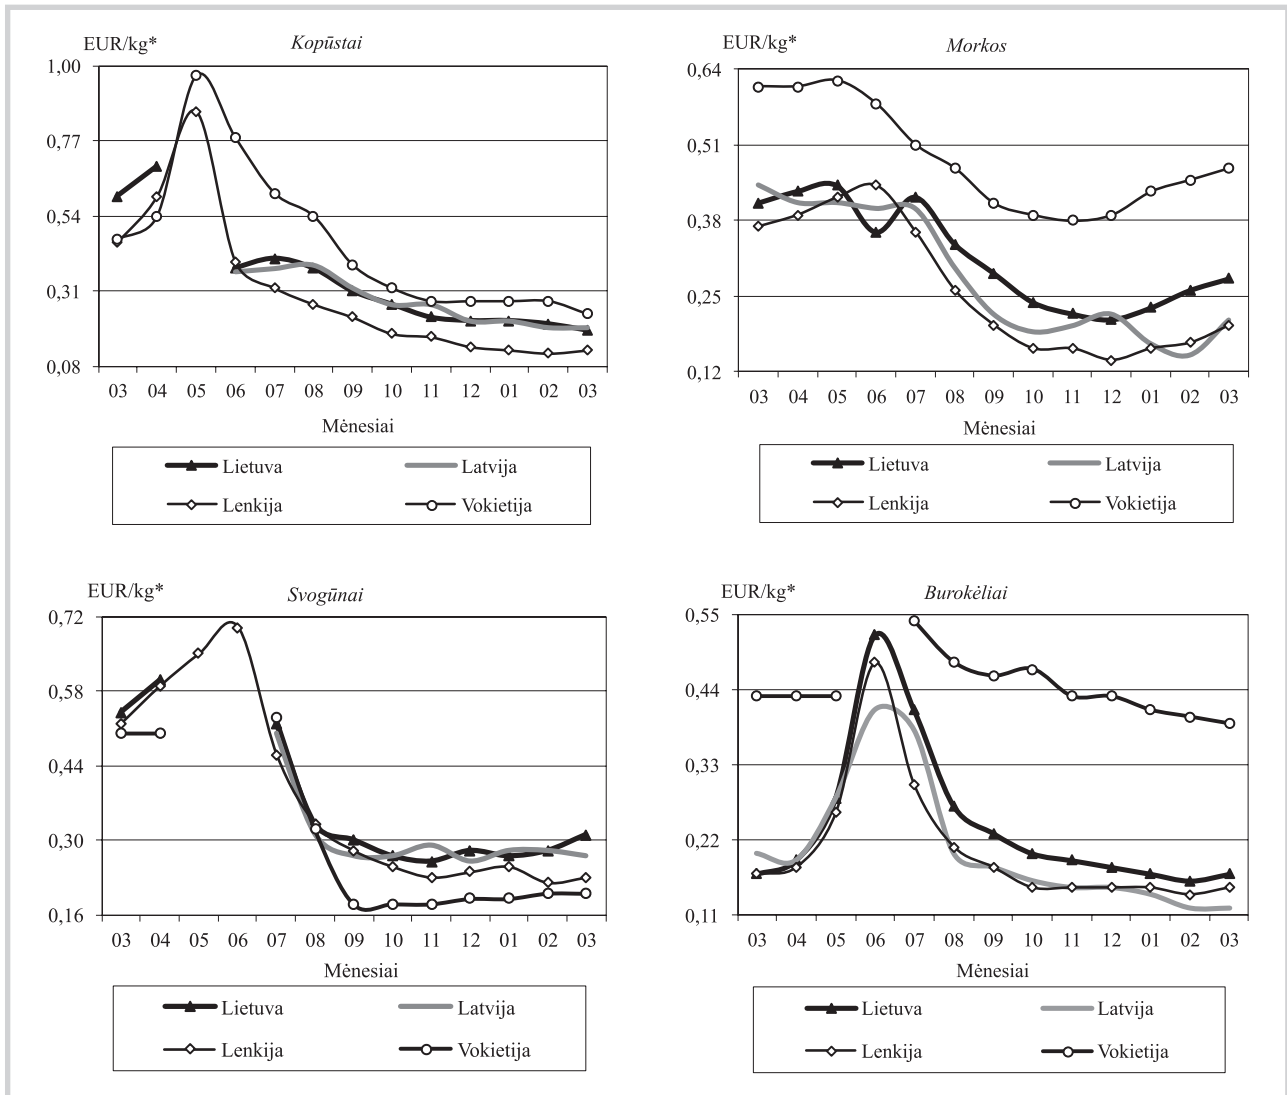 EUR/kg*
Kopūstai
1,00
0,77
0,54
0,31
0,08
03 04 05 06 07 08 09 10 11 12 01 02 03
Mėnesiai
Lietuva Latvija
Lenkija Vokietija
EUR/kg*
Morkos
0,64
0,51
0,38
0,25
0,12
03 04 05 06 07 08 09 10 11 12 01 02 03
Mėnesiai
Lietuva Latvija
Lenkija Vokietija
EUR/kg*
Svogūnai
0,72
0,58
0,44
0,30
0,16
03 04 05 06 07 08 09 10 11 12 01 02 03
Mėnesiai
Lietuva Latvija
Lenkija Vokietija
EUR/kg*
Burokėliai
0,55
0,44
0,33
0,22
0,11
03 04 05 06 07 08 09 10 11 12 01 02 03
Mėnesiai
Lietuva Latvija
Lenkija Vokietija